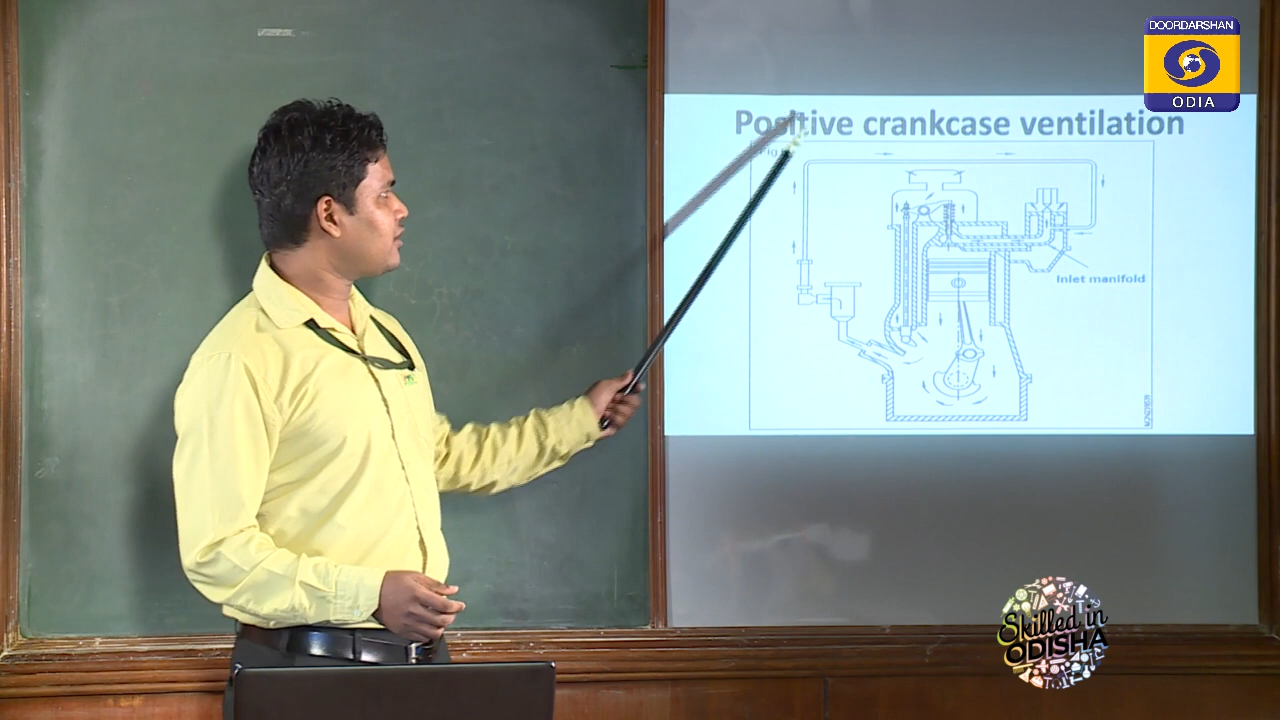 DOORDARSHAN
ODIA
Positive crankcase ventilation
Inlet manifold
Skilled in
ODISHA